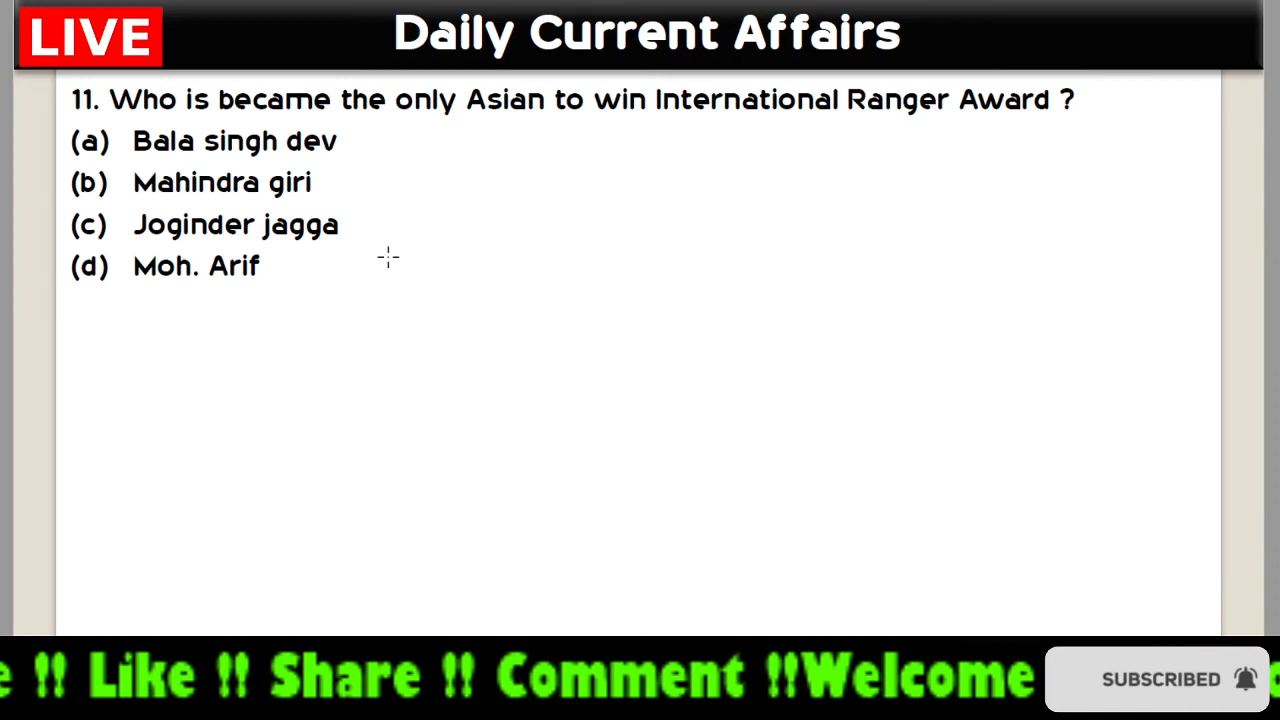 LIVE
Daily Current Affairs
11. Who is became the only Asian to win International Ranger Award ?
(a) Bala singh dev
(b) Mahindra giri
(c) Joginder jagga
(d) Moh. Arif
!! Like !! Share !! Comment !!Welcome
SUBSCRIBED